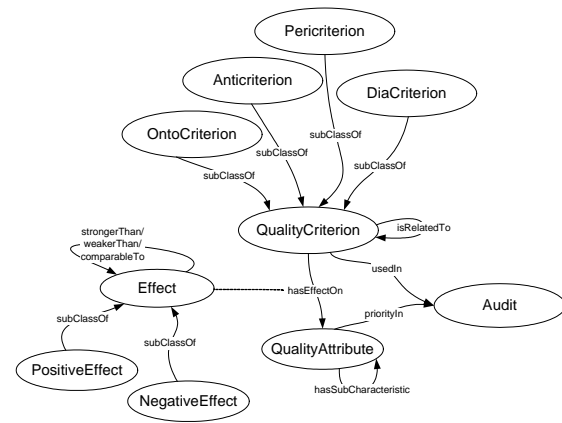 Pericriterion
Anticriterion
DiaCriterion
OntoCriterion
subClassOf
subClassOf
subClassOf
subClassOf
QualityCriterion
isRelatedTo
strongerThan/
weakerThan/
comparableTo
usedIn
Effect
hasEffectOn
Audit
priorityIn
subClassOf
subClassOf
QualityAttribute
PositiveEffect
hasSubCharacteristic
NegativeEffect